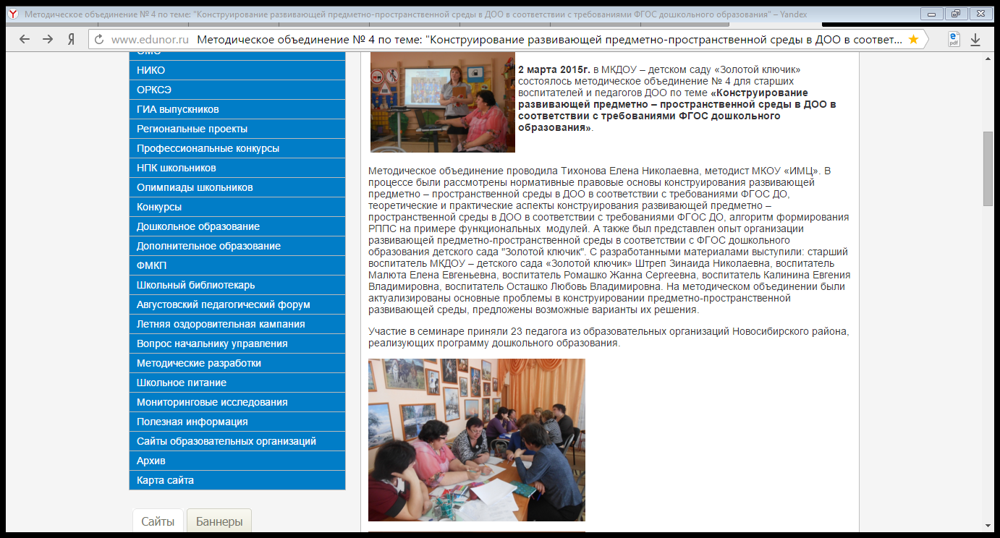 Методическое объединение № 4 по теме: "Конструирование развивающей предметно-пространственной среды в ДОО в соответствии с требованиями ФГОС дошкольного образования" – Yandex
www.edunor.ru Методическое объединение № 4 по теме: "Конструирование развивающей предметно-пространственной среды в ДОО в соответ...
НИКО
ОРКСЭ
ГИА выпускников
Региональные проекты
Профессиональные конкурсы
НПК школьников
Олимпиады школьников
Конкурсы
Дошкольное образование
Дополнительное образование
ФМКП
Школьный библиотекарь
Августовский педагогический форум
Летняя оздоровительная кампания
Вопрос начальнику управления
Методические разработки
Школьное питание
Мониторинговые исследования
Полезная информация
Сайты образовательных организаций
Архив
Карта сайта
Сайты
Баннеры
2 марта 2015г. в МКДОУ – детском саду «Золотой ключик»
состоялось методическое объединение № 4 для старших
воспитателей и педагогов ДОО по теме «Конструирование
развивающей предметно – пространственной среды в ДОО в
соответствии с требованиями ФГОС дошкольного
образования».
Методическое объединение проводила Тихонова Елена Николаевна, методист МКОУ «ИМЦ». В
процессе были рассмотрены нормативные правовые основы конструирования развивающей
предметно – пространственной среды в ДОО в соответствии с требованиями ФГОС ДО,
теоретические и практические аспекты конструирования развивающей предметно –
пространственной среды в ДОО в соответствии с требованиями ФГОС ДО, алгоритм формирования
РППС на примере функциональных модулей. А также был представлен опыт организации
развивающей предметно-пространственной среды в соответствии с ФГОС дошкольного
образования детского сада "Золотой ключик". С разработанными материалами выступили: старший
воспитатель МКДОУ – детского сада «Золотой ключик» Штреп Зинаида Николаевна, воспитатель
Малюта Елена Евгеньевна, воспитатель Ромашко Жанна Сергеевна, воспитатель Калинина Евгения
Владимировна, воспитатель Осташко Любовь Владимировна. На методическом объединении были
актуализированы основные проблемы в конструировании предметно-пространственной
развивающей среды, предложены возможные варианты их решения.
Участие в семинаре приняли 23 педагога из образовательных организаций Новосибирского района,
реализующих программу дошкольного образования.